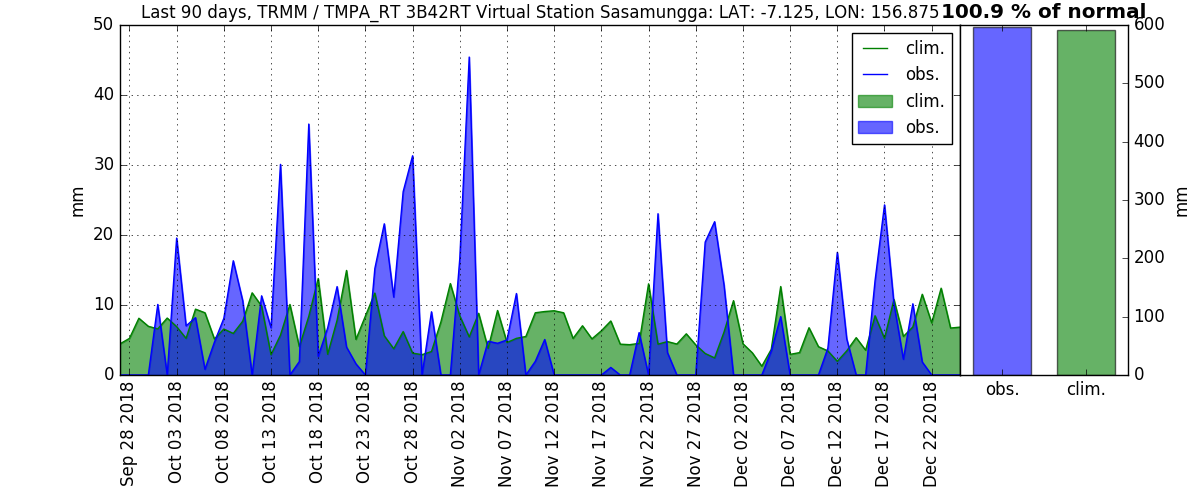 Last 90 days, TRMM / TMPA_RT 3B42RT Virtual Station Sasamungga: LAT: -7.125, LON: 156.875
100.9 % of normal
50
40
30
20
10
0
mm
clim.
obs.
clim.
obs.
Sep 28 2018
Oct 03 2018
Oct 08 2018
Oct 13 2018
Oct 18 2018
Oct 23 2018
Oct 28 2018
Nov 02 2018
Nov 07 2018
Nov 12 2018
Nov 17 2018
Nov 22 2018
Nov 27 2018
Dec 02 2018
Dec 07 2018
Dec 12 2018
Dec 17 2018
Dec 22 2018
600
500
400
300
200
100
0
mm
obs.
clim.